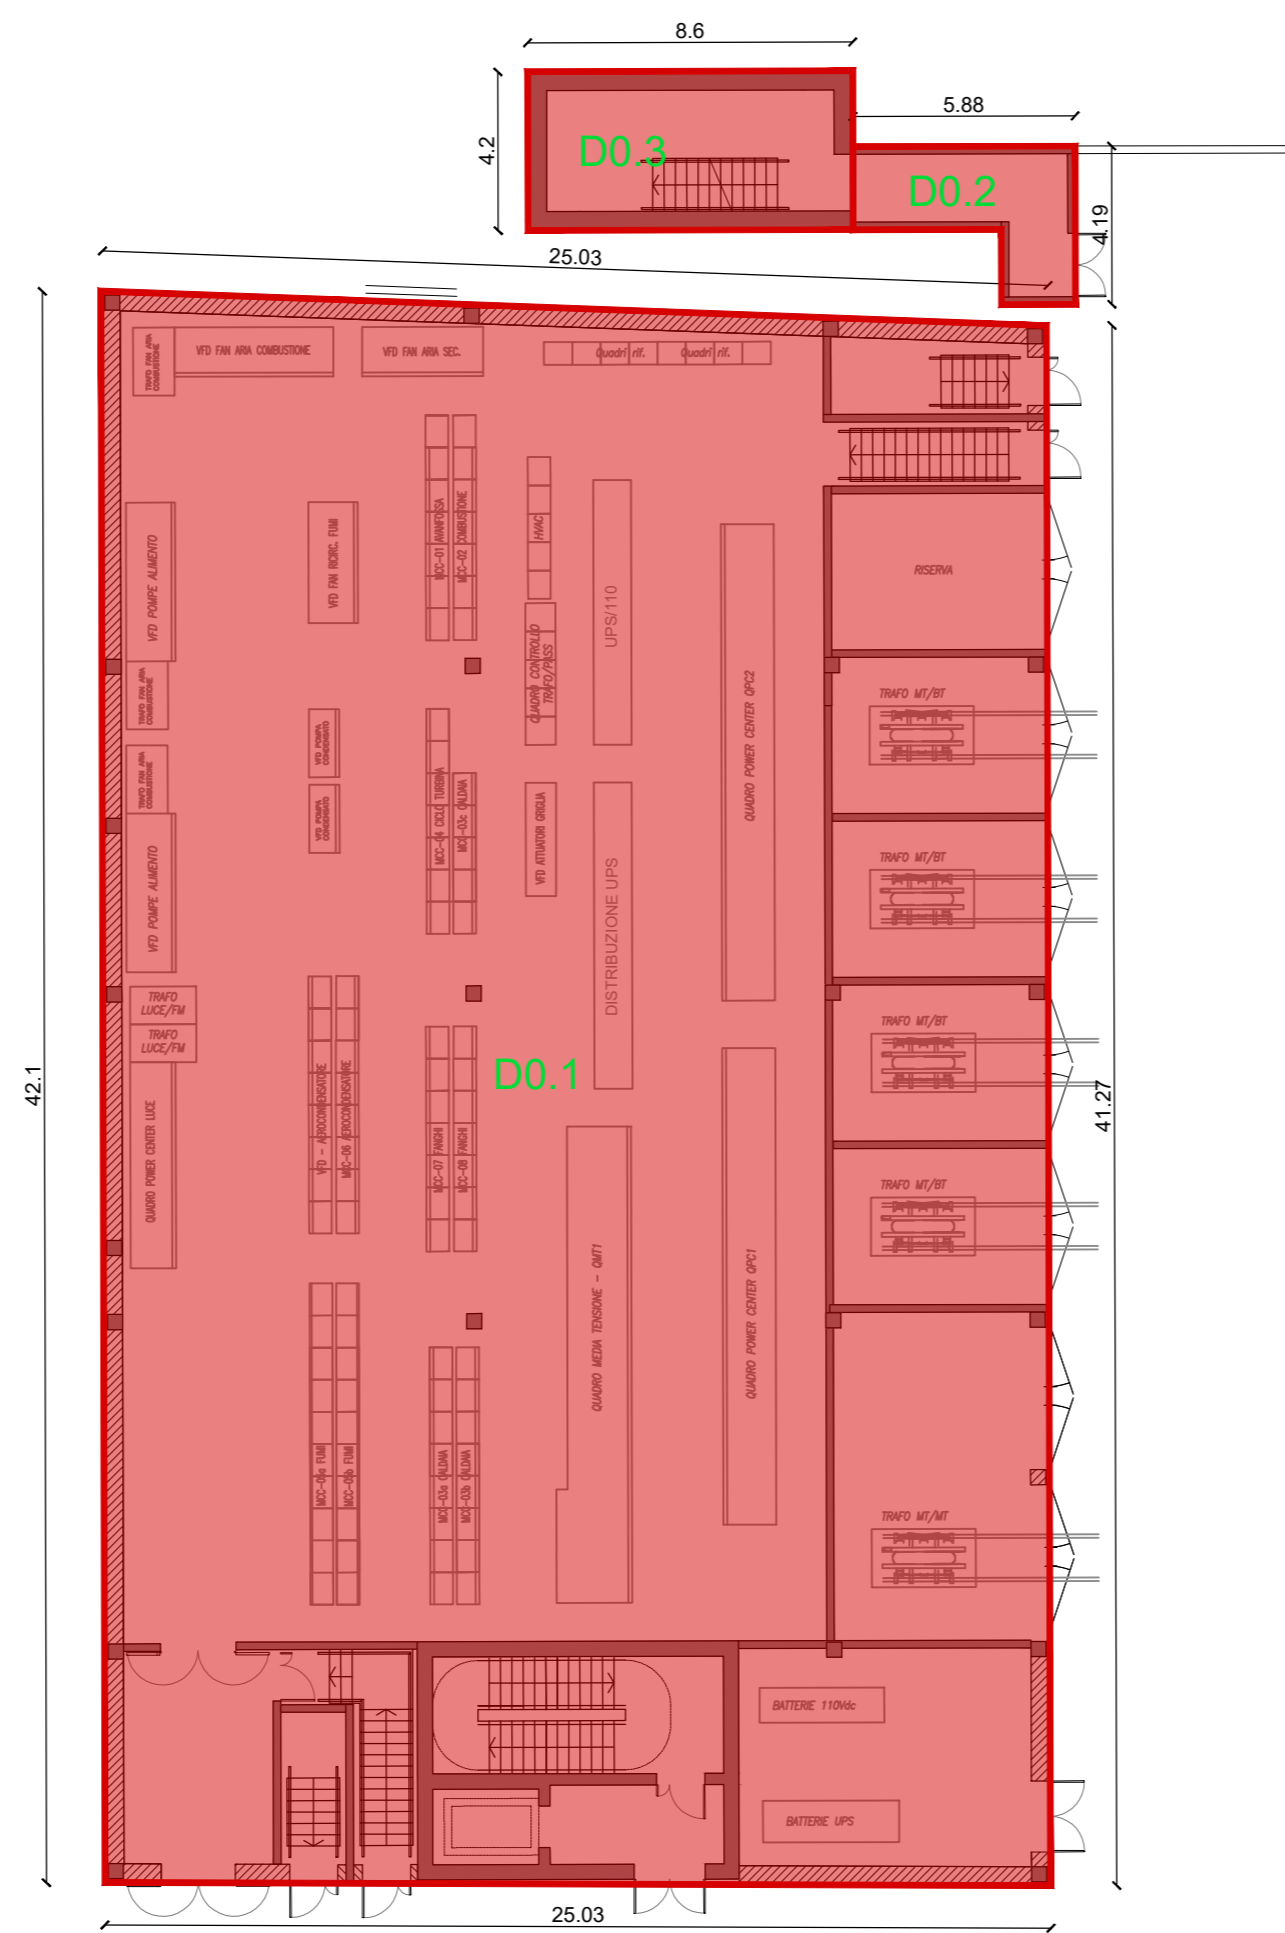 8.6
5.88
4.2
D0.3
D0.2
4.19
25.03
TRAFO FAN ARIA
COMBUSTIONE
VFD FAN ARIA COMBUSTIONE
VFD FAN ARIA SEC.
Quadri rif.
Quadri rif.
MCC-01 AVANFOSSA
MCC-02 COMBUSTIONE
HVAC
VFD POMPE ALIMENTO
VFD FAN RICIRC. FUMI
UPS/110
RISERVA
QUADRO CONTROLLO
TRAFO/PASS
TRAFO FAN ARIA
COMBUSTIONE
QUADRO POWER CENTER QPC2
TRAFO MT/BT
VFD POMPA
CONDENSATO
TRAFO FAN ARIA
COMBUSTIONE
VFD POMPA
CONDENSATO
MCC-04 CICLO TURBINA
MCC-03c CALDAIA
VFD ATTUATORI GRIGLIA
TRAFO MT/BT
VFD POMPE ALIMENTO
DISTRIBUZIONE UPS
TRAFO
LUCE/FM
TRAFO
LUCE/FM
TRAFO MT/BT
D0.1
42.1
41.27
QUADRO POWER CENTER LUCE
VFD - AEROCONDENSATORE
MCC-06 AEROCONDENSATORE
MCC-07 FANGHI
MCC-08 FANGHI
TRAFO MT/BT
QUADRO MEDIA TENSIONE - QMT1
QUADRO POWER CENTER QPC1
MCC-05a FUMI
MCC-05b FUMI
MCC-03a CALDAIA
MCC-03b CALDAIA
TRAFO MT/MT
BATTERIE 110Vdc
BATTERIE UPS
25.03